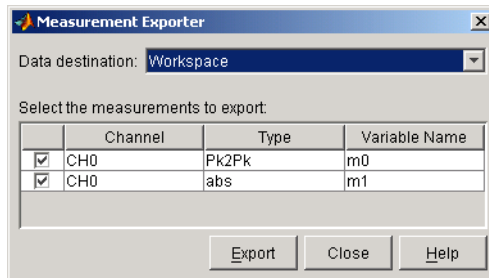 Measurement Exporter
Data destination: Workspace
Select the measurements to export:
Channel Type Variable Name
CH0 Pk2Pk m0
CH0 abs m1
Export Close Help